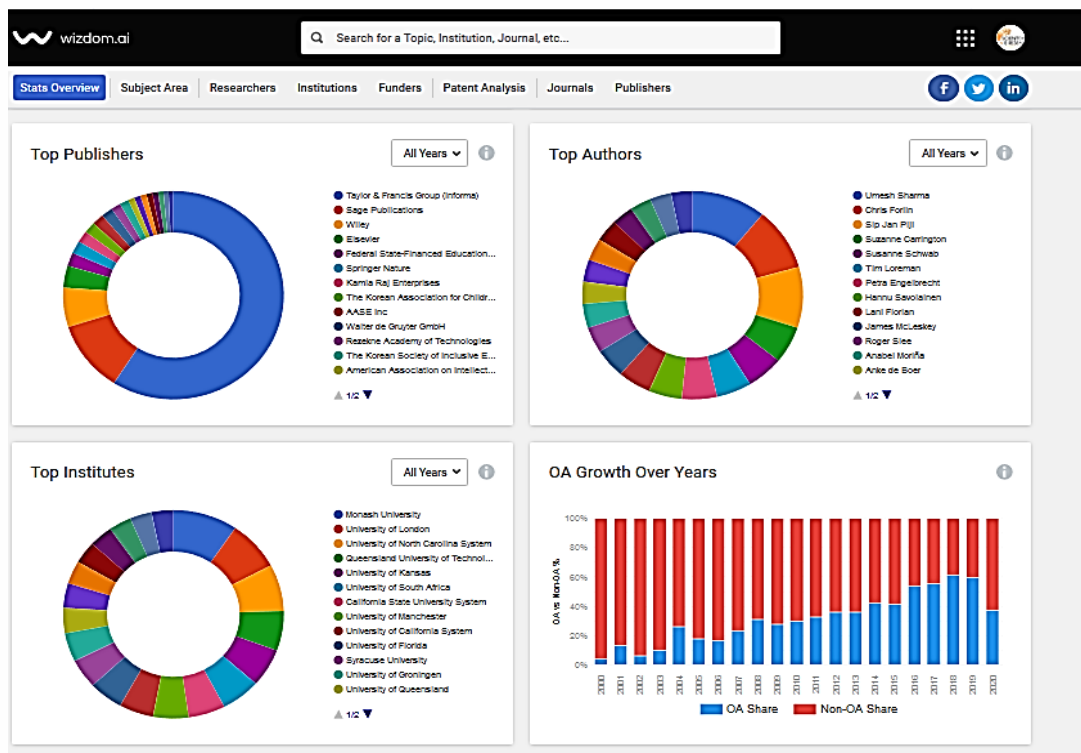 wizdom.ai
Search for a Topic, Institution, Journal, etc...
Stats Overview Subject Area Researchers Institutions Funders Patent Analysis Journals Publishers
Top Publishers
All Years
Taylor & Francis Group (Informa)
Sage Publications
Wiley
Elsevier
Federal State-Financed Education...
Springer Nature
Kamla Raj Enterprises
The Korean Association for Childr...
AASE Inc
Walter de Gruyter GmbH
Rezekne Academy of Technologies
The Korean Society of Inclusive E...
American Association on Intellect...
1/2
Top Authors
All Years
Umesh Sharma
Chris Forlin
Sip Jan Pijl
Suzanne Carrington
Susanne Schwab
Tim Loreman
Petra Engelbrecht
Hannu Savolainen
Lani Florian
James McLeskey
Roger Slee
Anabel Moriña
Anke de Boer
1/2
Top Institutes
All Years
Monash University
University of London
University of North Carolina System
Queensland University of Technol...
University of Kansas
University of South Africa
California State University System
University of Manchester
University of California System
University of Florida
Syracuse University
University of Groningen
University of Queensland
1/2
OA Growth Over Years
OA vs Non-OA %
100%
80%
60%
40%
20%
0%
2000 2001 2002 2003 2004 2005 2006 2007 2008 2009 2010 2011 2012 2013 2014 2015 2016 2017 2018 2019 2020
OA Share Non-OA Share